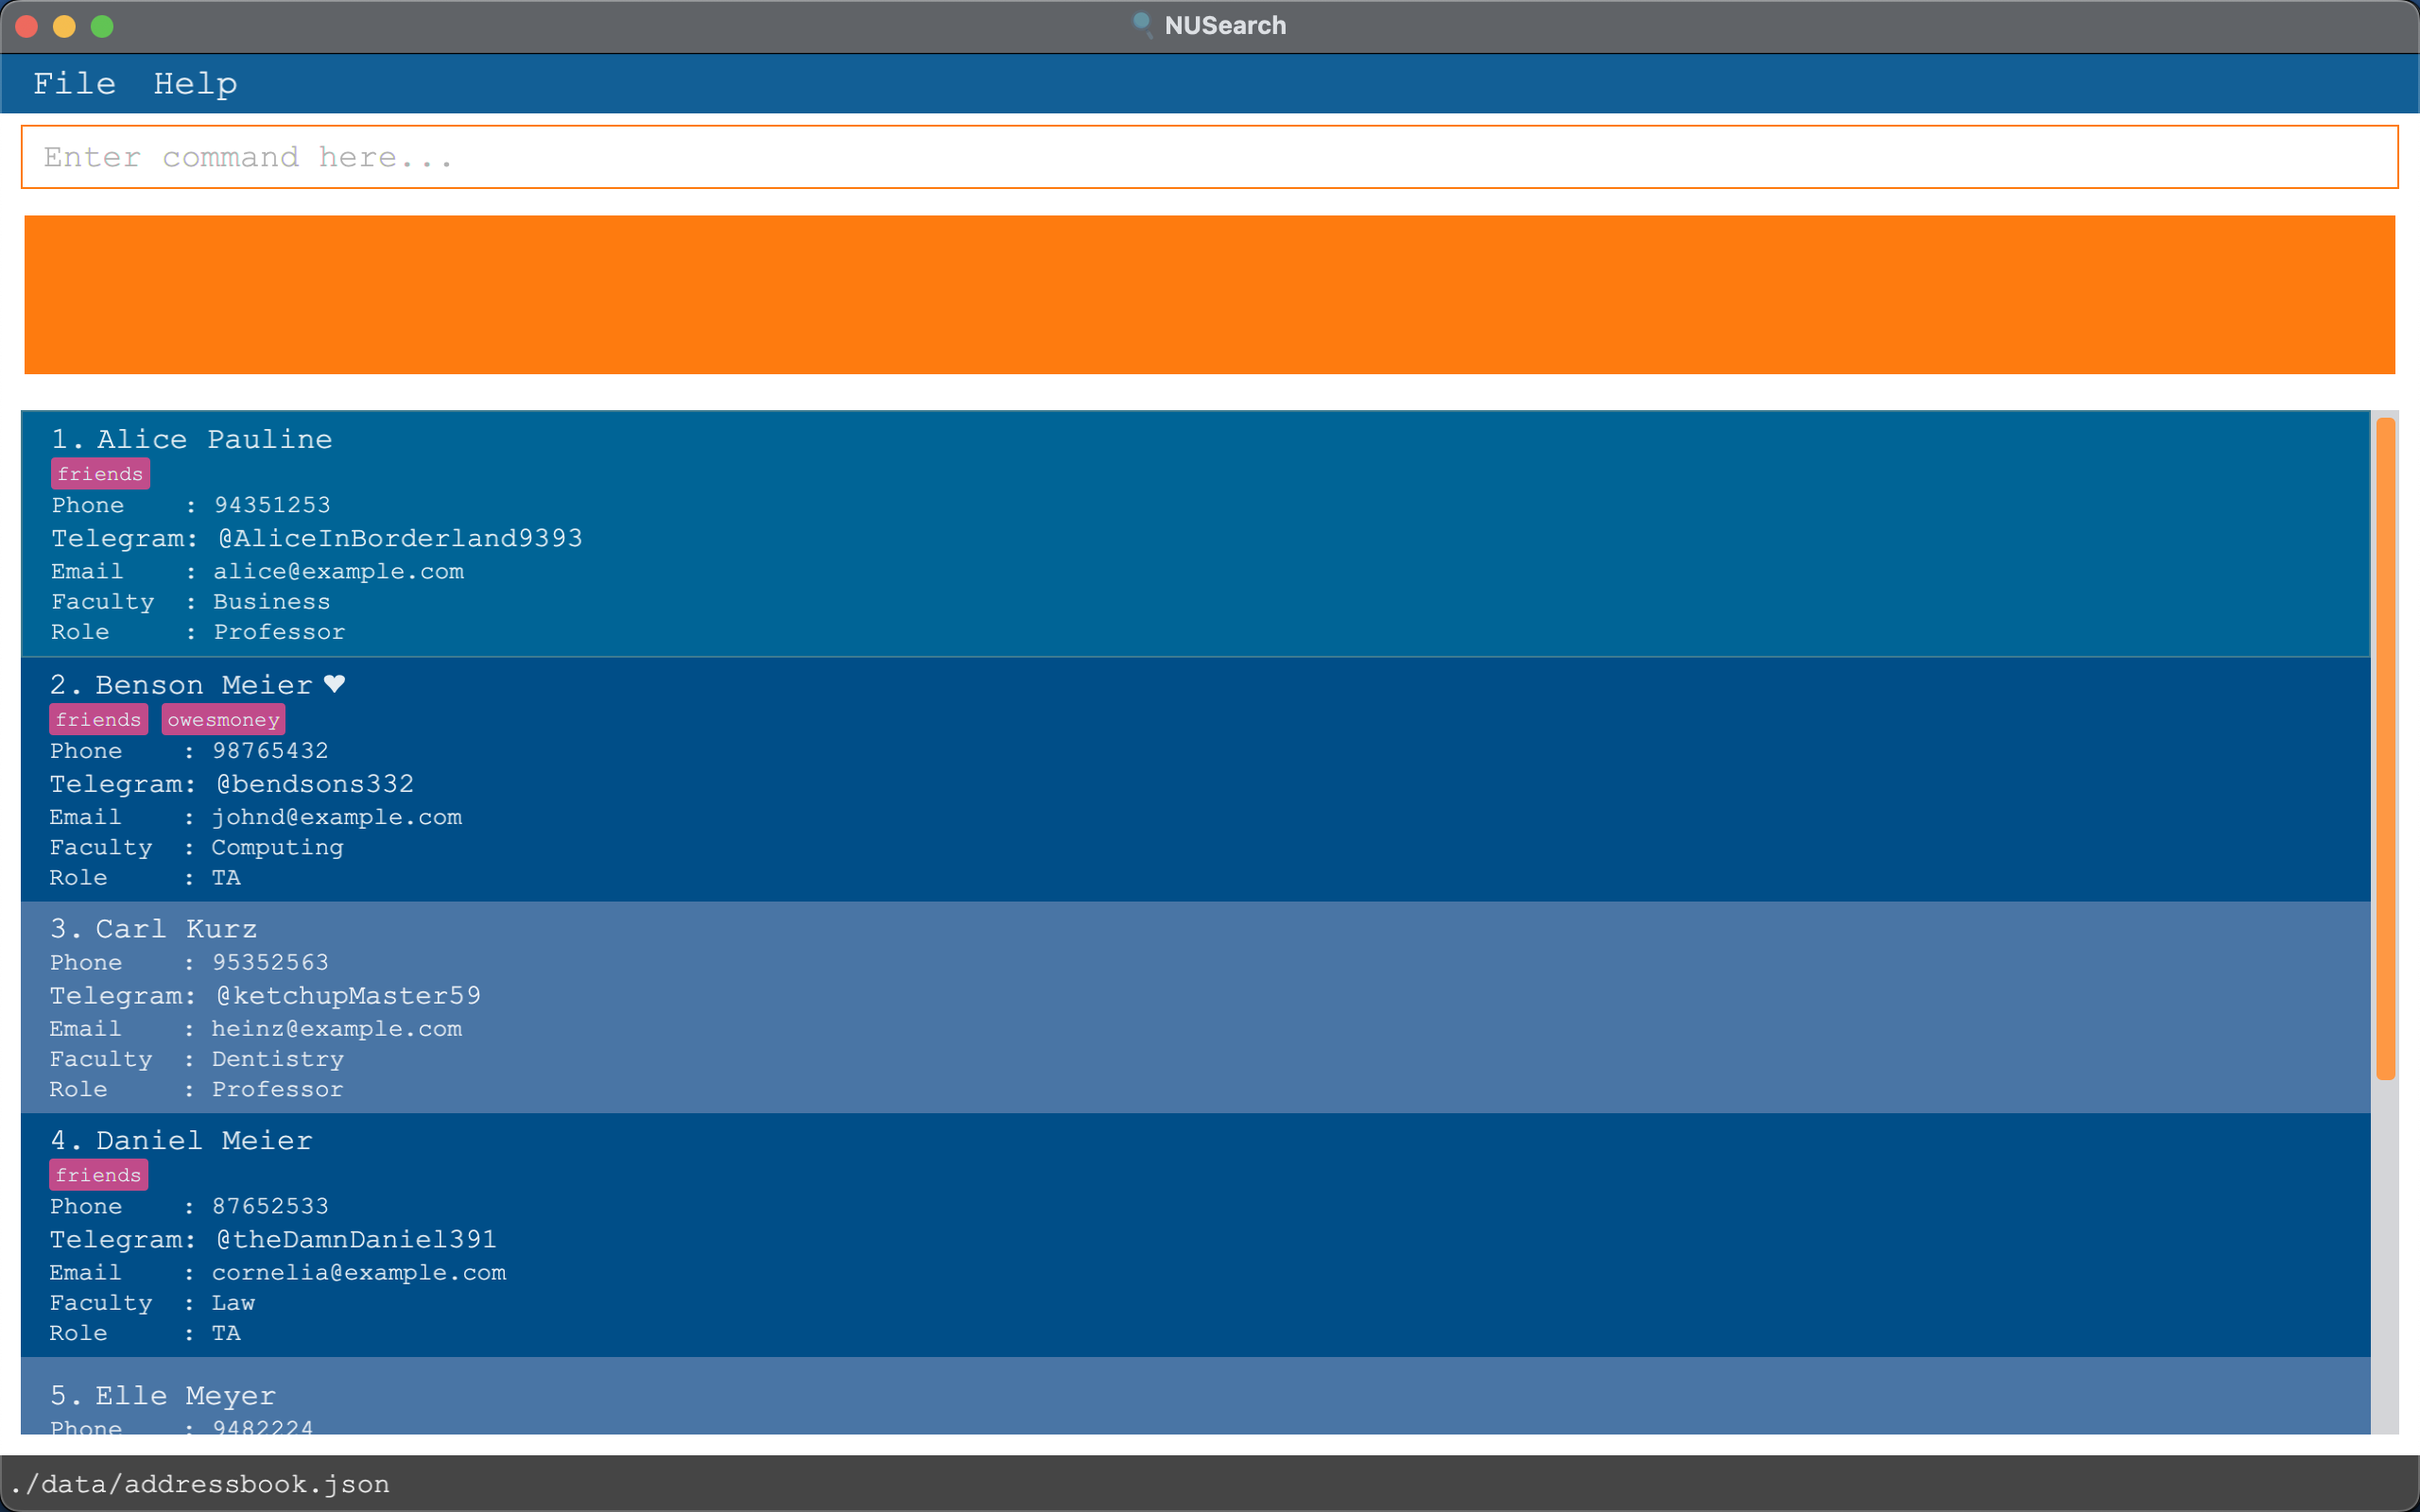 NUSearch
File Help
Enter command here...
1. Alice Pauline
friends
Phone : 94351253
Telegram: @AliceInBorderland9393
Email : alice@example.com
Faculty : Business
Role : Professor
2. Benson Meier ♥
friends owesmoney
Phone : 98765432
Telegram: @bendsons332
Email : johnd@example.com
Faculty : Computing
Role : TA
3. Carl Kurz
Phone : 95352563
Telegram: @ketchupMaster59
Email : heinz@example.com
Faculty : Dentistry
Role : Professor
4. Daniel Meier
friends
Phone : 87652533
Telegram: @theDamnDaniel391
Email : cornelia@example.com
Faculty : Law
Role : TA
5. Elle Meyer
Phone : 9482224
./data/addressbook.json